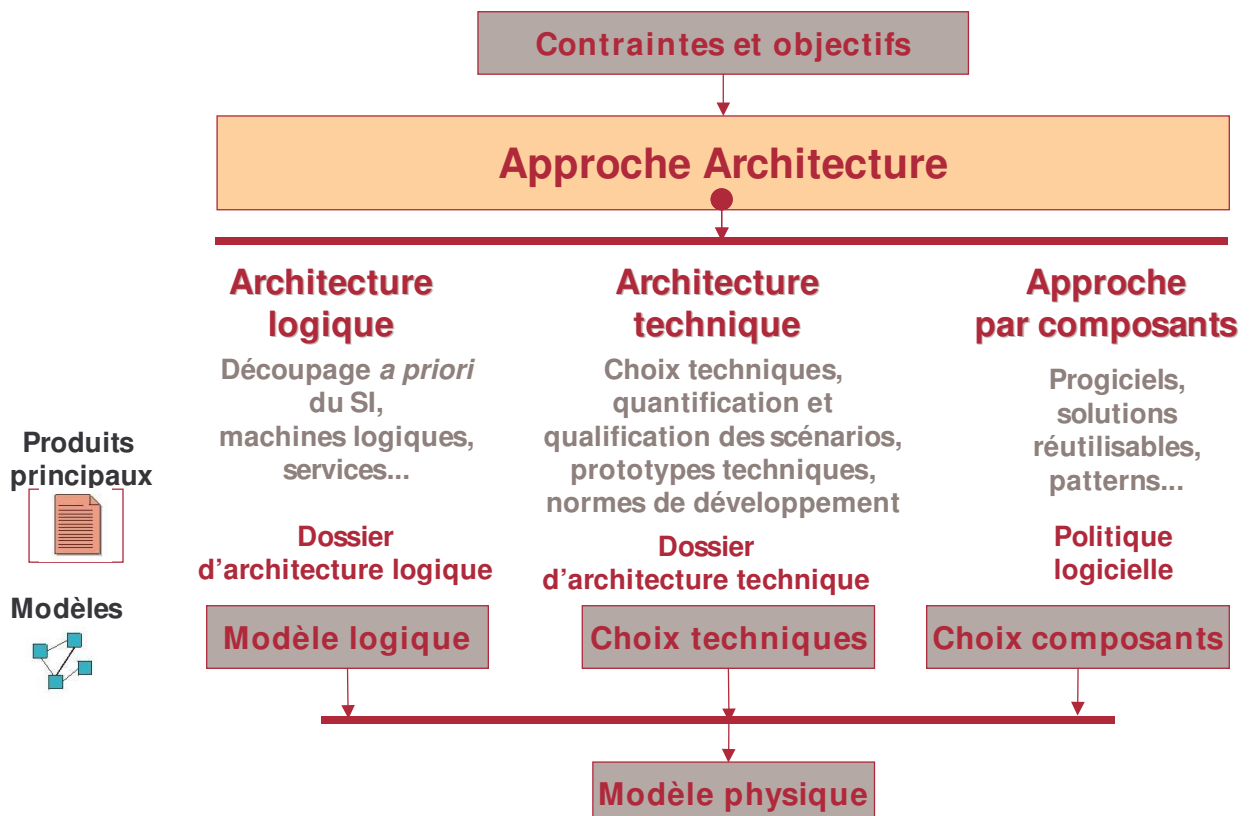 Contraintes et objectifs
Approche Architecture
Architecture
logique
Découpage a priori
du SI,
machines logiques,
services...
Architecture
technique
Choix techniques,
quantification et
qualification des scénarios,
prototypes techniques,
normes de développement
Approche
par composants
Progiciels,
solutions
réutilisables,
patterns...
Produits
principaux
Dossier
d'architecture logique
Dossier
d'architecture technique
Politique
logicielle
Modèles
Modèle logique
Choix techniques
Choix composants
Modèle physique